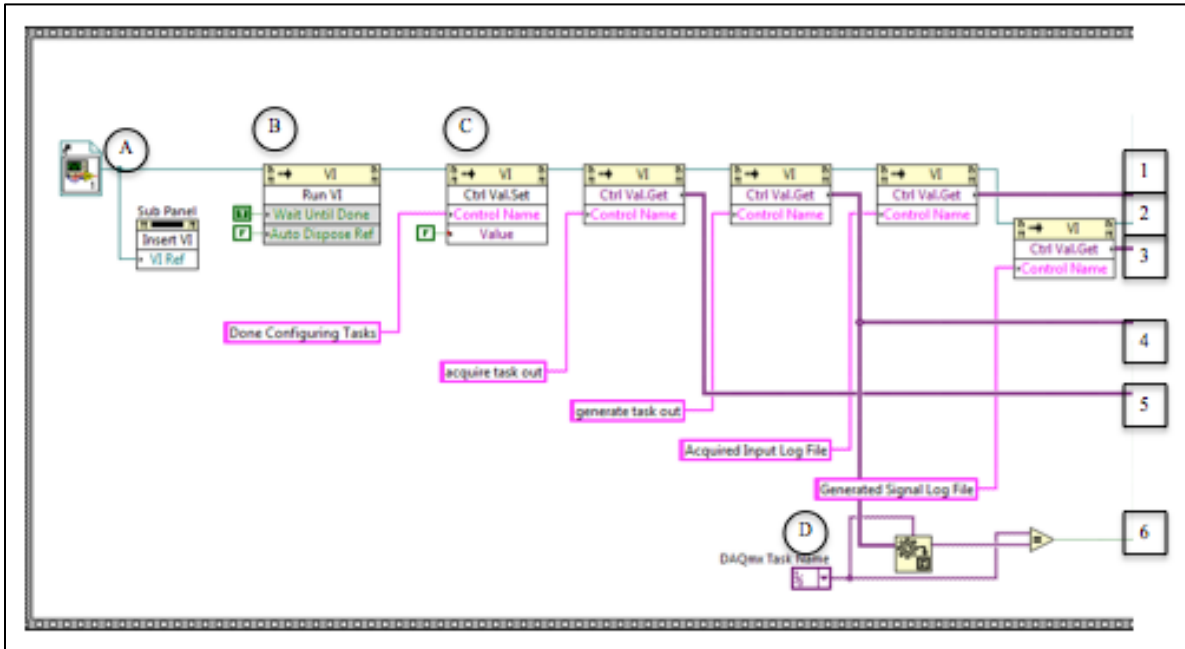 A
B
C
VI
VI
VI
VI
VI
Run VI
Ctrl Val.Set
Ctrl Val.Get
Ctrl Val.Get
Ctrl Val.Get
1
Wait Until Done
Control Name
Control Name
Control Name
Control Name
Auto Dispose Ref
F
F
Value
Sub Panel
Insert VI
VI Ref
2
VI
Ctrl Val.Get
Control Name
3
Done Configuring Tasks
4
acquire task out
5
generate task out
Acquired Input Log File
Generated Signal Log File
D
DAQmx Task Name
=
6